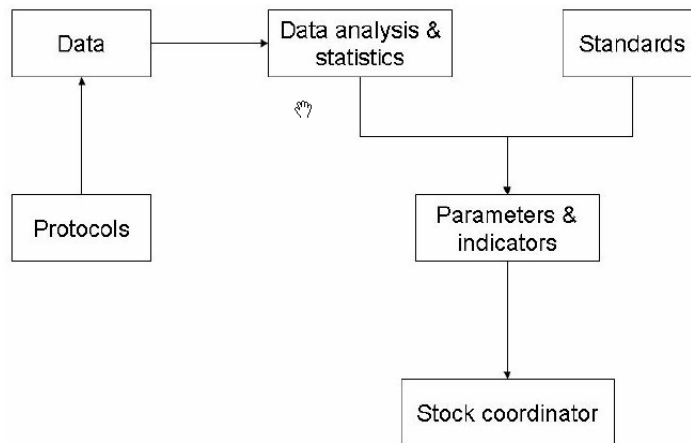 Data
Data analysis &
statistics
Standards
Protocols
Parameters &
indicators
Stock coordinator